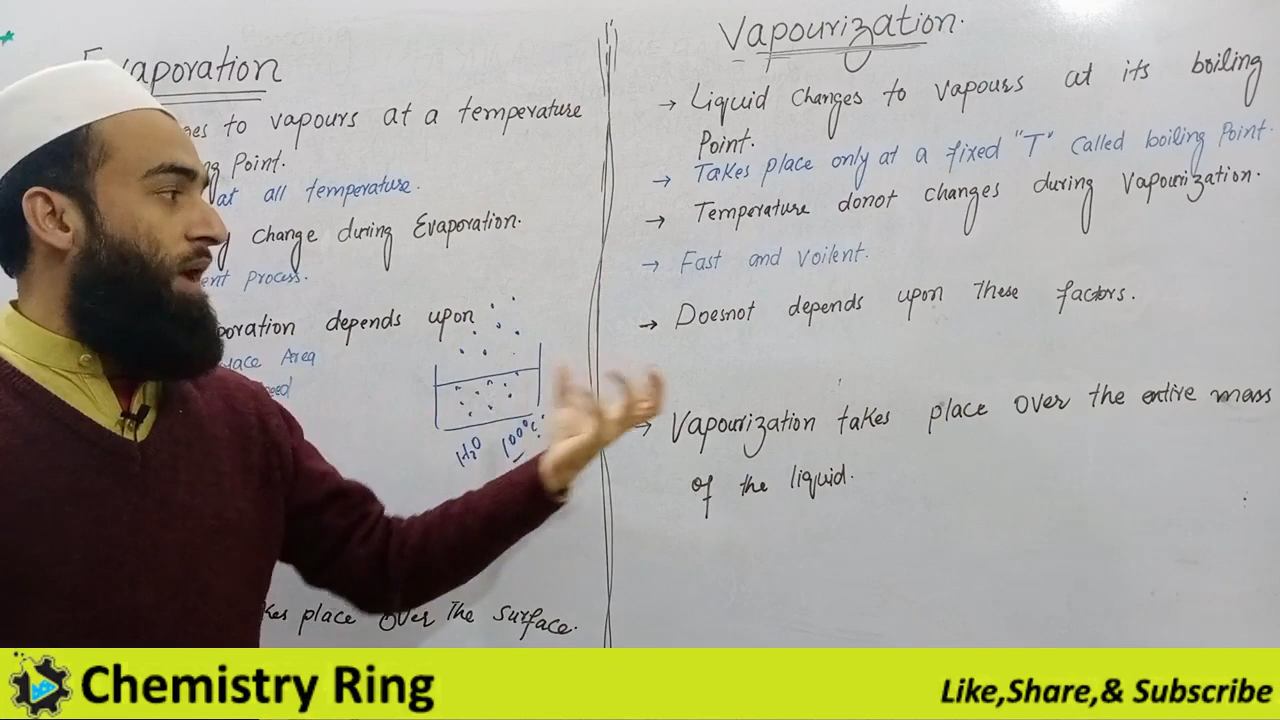 Evaporation
to vapours at a temperature
Point.
at all temperature.
change during Evaporation.
Process.
depends upon
Area
H₂O 100°C
place over the surface.
Vapourization.
→ Liquid changes to vapours at its boiling
Point.
→ Takes place only at a fixed "T" called boiling Point.
→ Temperature donot changes during Vapourization.
→ Fast and Voilent.
→ Doesnot depends upon these factors.
→ Vapourization takes place over the entire mass
of the liquid.
Chemistry Ring
Like,Share,& Subscribe